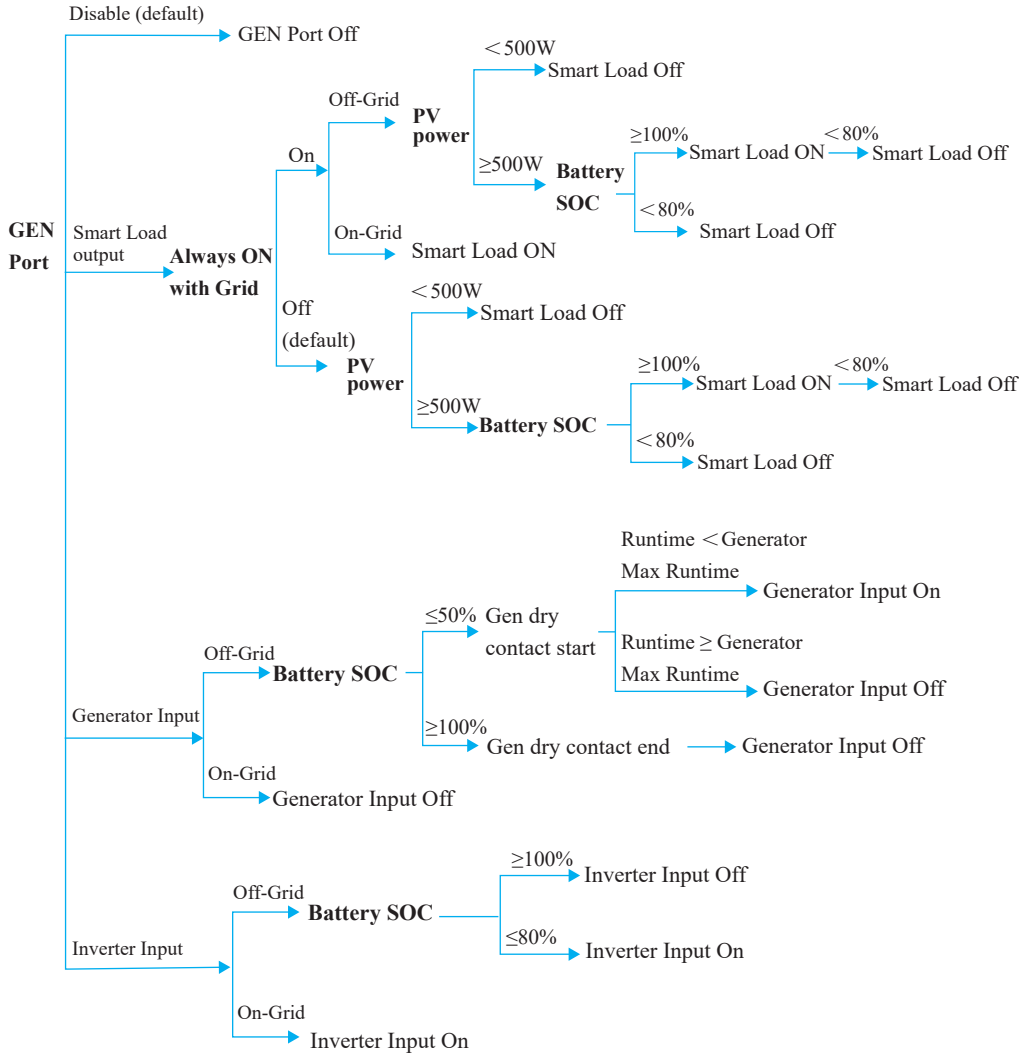 Disable (default)
GEN Port Off
<500W
Smart Load Off
Off-Grid
PV
power
On
≥500W
Battery
SOC
≥100%
Smart Load ON
<80%
Smart Load Off
<80%
Smart Load Off
On-Grid
Smart Load ON
GEN
Port
Smart Load
output
Always ON
with Grid
Off
(default)
PV
power
<500W
Smart Load Off
≥500W
Battery SOC
≥100%
Smart Load ON
<80%
Smart Load Off
<80%
Smart Load Off
Generator Input
Off-Grid
Battery SOC
≤50%
Gen dry
contact start
Runtime <Generator
Max Runtime
Generator Input On
Runtime ≥ Generator
Max Runtime
Generator Input Off
≥100%
Gen dry contact end
Generator Input Off
On-Grid
Generator Input Off
Inverter Input
Off-Grid
Battery SOC
≥100%
Inverter Input Off
≤80%
Inverter Input On
On-Grid
Inverter Input On